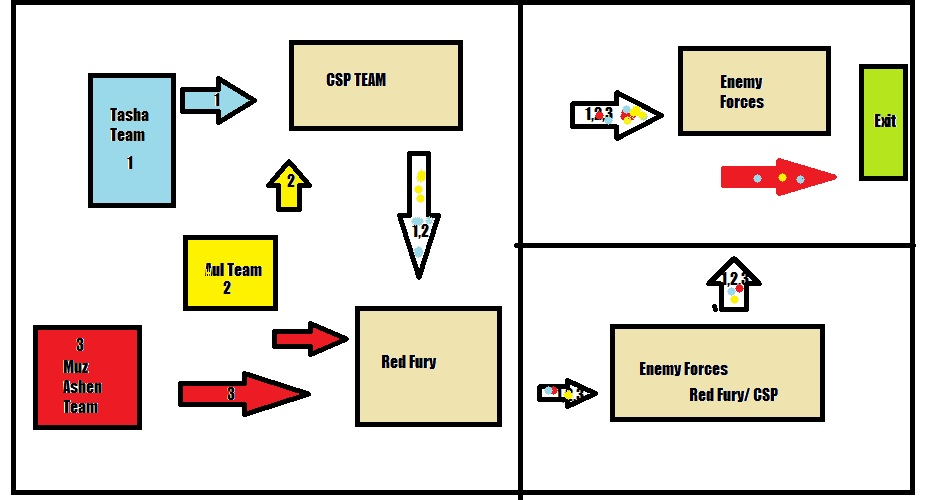 Tasha
Team
1
1
CSP TEAM
2
Aul Team
2
1,2
3
Muz
Ashen
Team
3
Red Fury
1,2,3
Enemy
Forces
Exit
1,2,3
Enemy Forces
Red Fury/ CSP